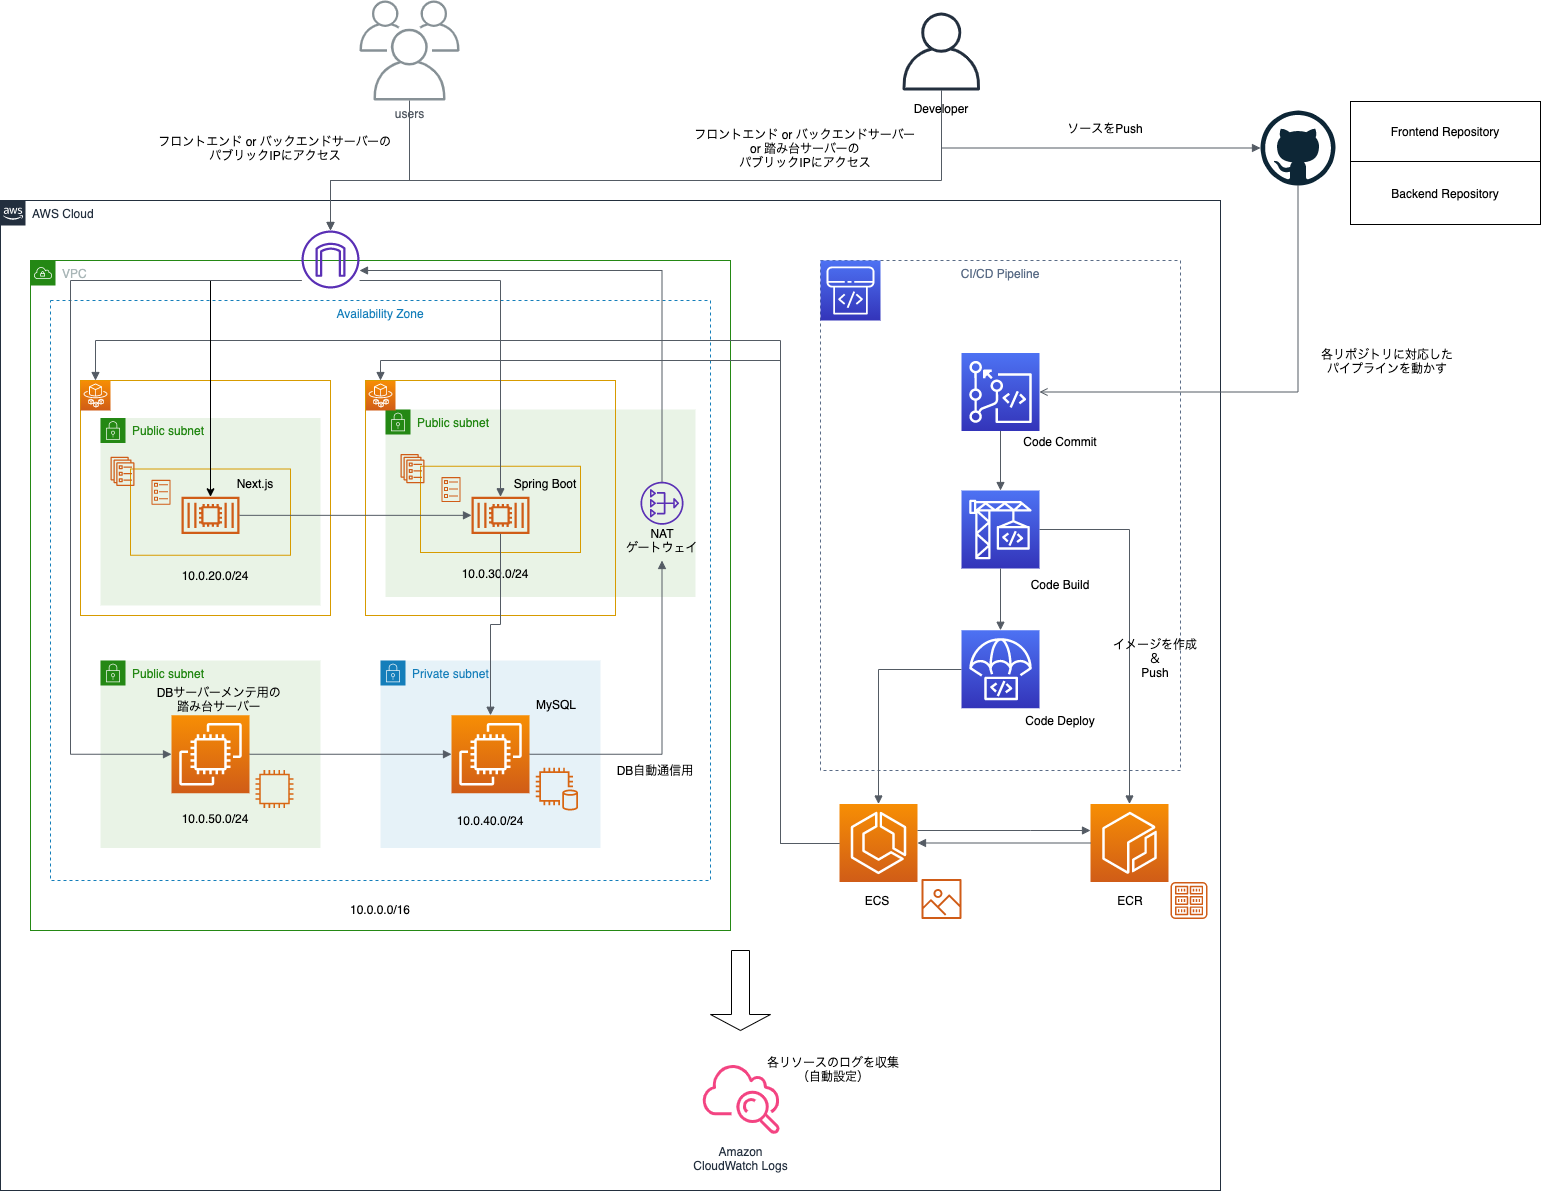 users
Developer
フロントエンド or バックエンドサーバーの
パブリックIPにアクセス
フロントエンド or バックエンドサーバー
or 踏み台サーバーの
パブリックIPにアクセス
ソースをPush
Frontend Repository
Backend Repository
aws
AWS Cloud
VPC
CI/CD Pipeline
Availability Zone
各リポジトリに対応した
パイプラインを動かす
Public subnet
Next.js
10.0.20.0/24
Public subnet
Spring Boot
10.0.30.0/24
NAT
ゲートウェイ
Code Commit
Code Build
イメージを作成
&
Push
Code Deploy
Public subnet
DBサーバーメンテ用の
踏み台サーバー
10.0.50.0/24
Private subnet
MySQL
10.0.40.0/24
DB自動通信用
10.0.0.0/16
ECS
ECR
各リソースのログを収集
（自動設定）
Amazon
CloudWatch Logs